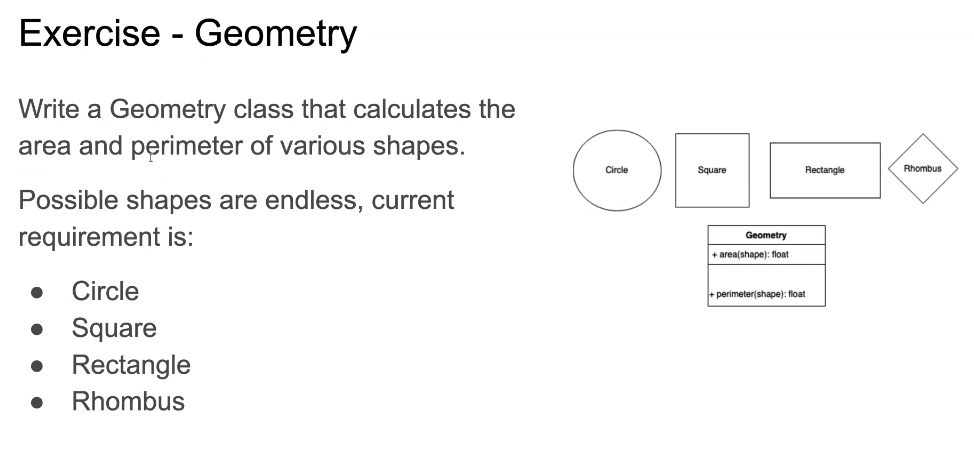 Exercise - Geometry
Write a Geometry class that calculates the
area and perimeter of various shapes.
Possible shapes are endless, current
requirement is:
● Circle
● Square
● Rectangle
● Rhombus
Circle
Square
Rectangle
Rhombus
Geometry
+ area(shape): float
+ perimeter(shape): float